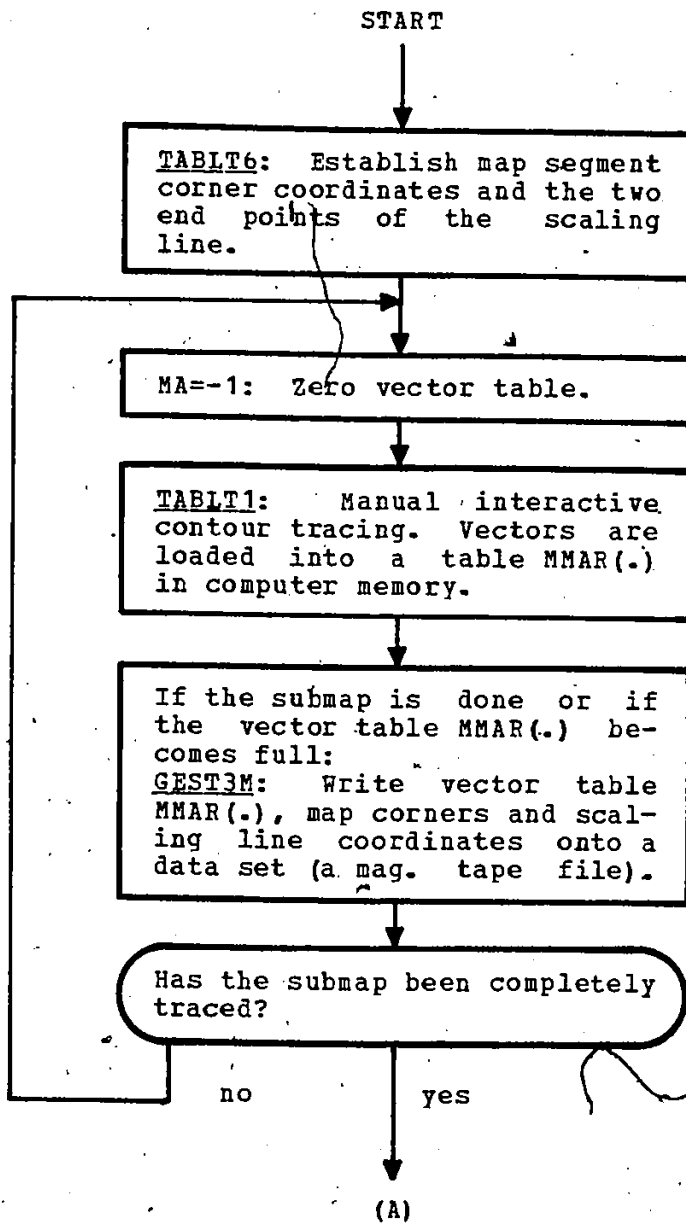 START
TABLT6: Establish map segment
corner coordinates and the two
end points of the scaling
line.
MA=-1: Zero vector table.
TABLT1: Manual interactive
contour tracing. Vectors are
loaded into a table MMAR(.)
in computer memory.
If the submap is done or if
the vector table MMAR(.) be-
comes full:
GEST3M: Write vector table
MMAR(.), map corners and scal-
ing line coordinates onto a
data set (a mag. tape file).
Has the submap been completely
traced?
no yes
(A)